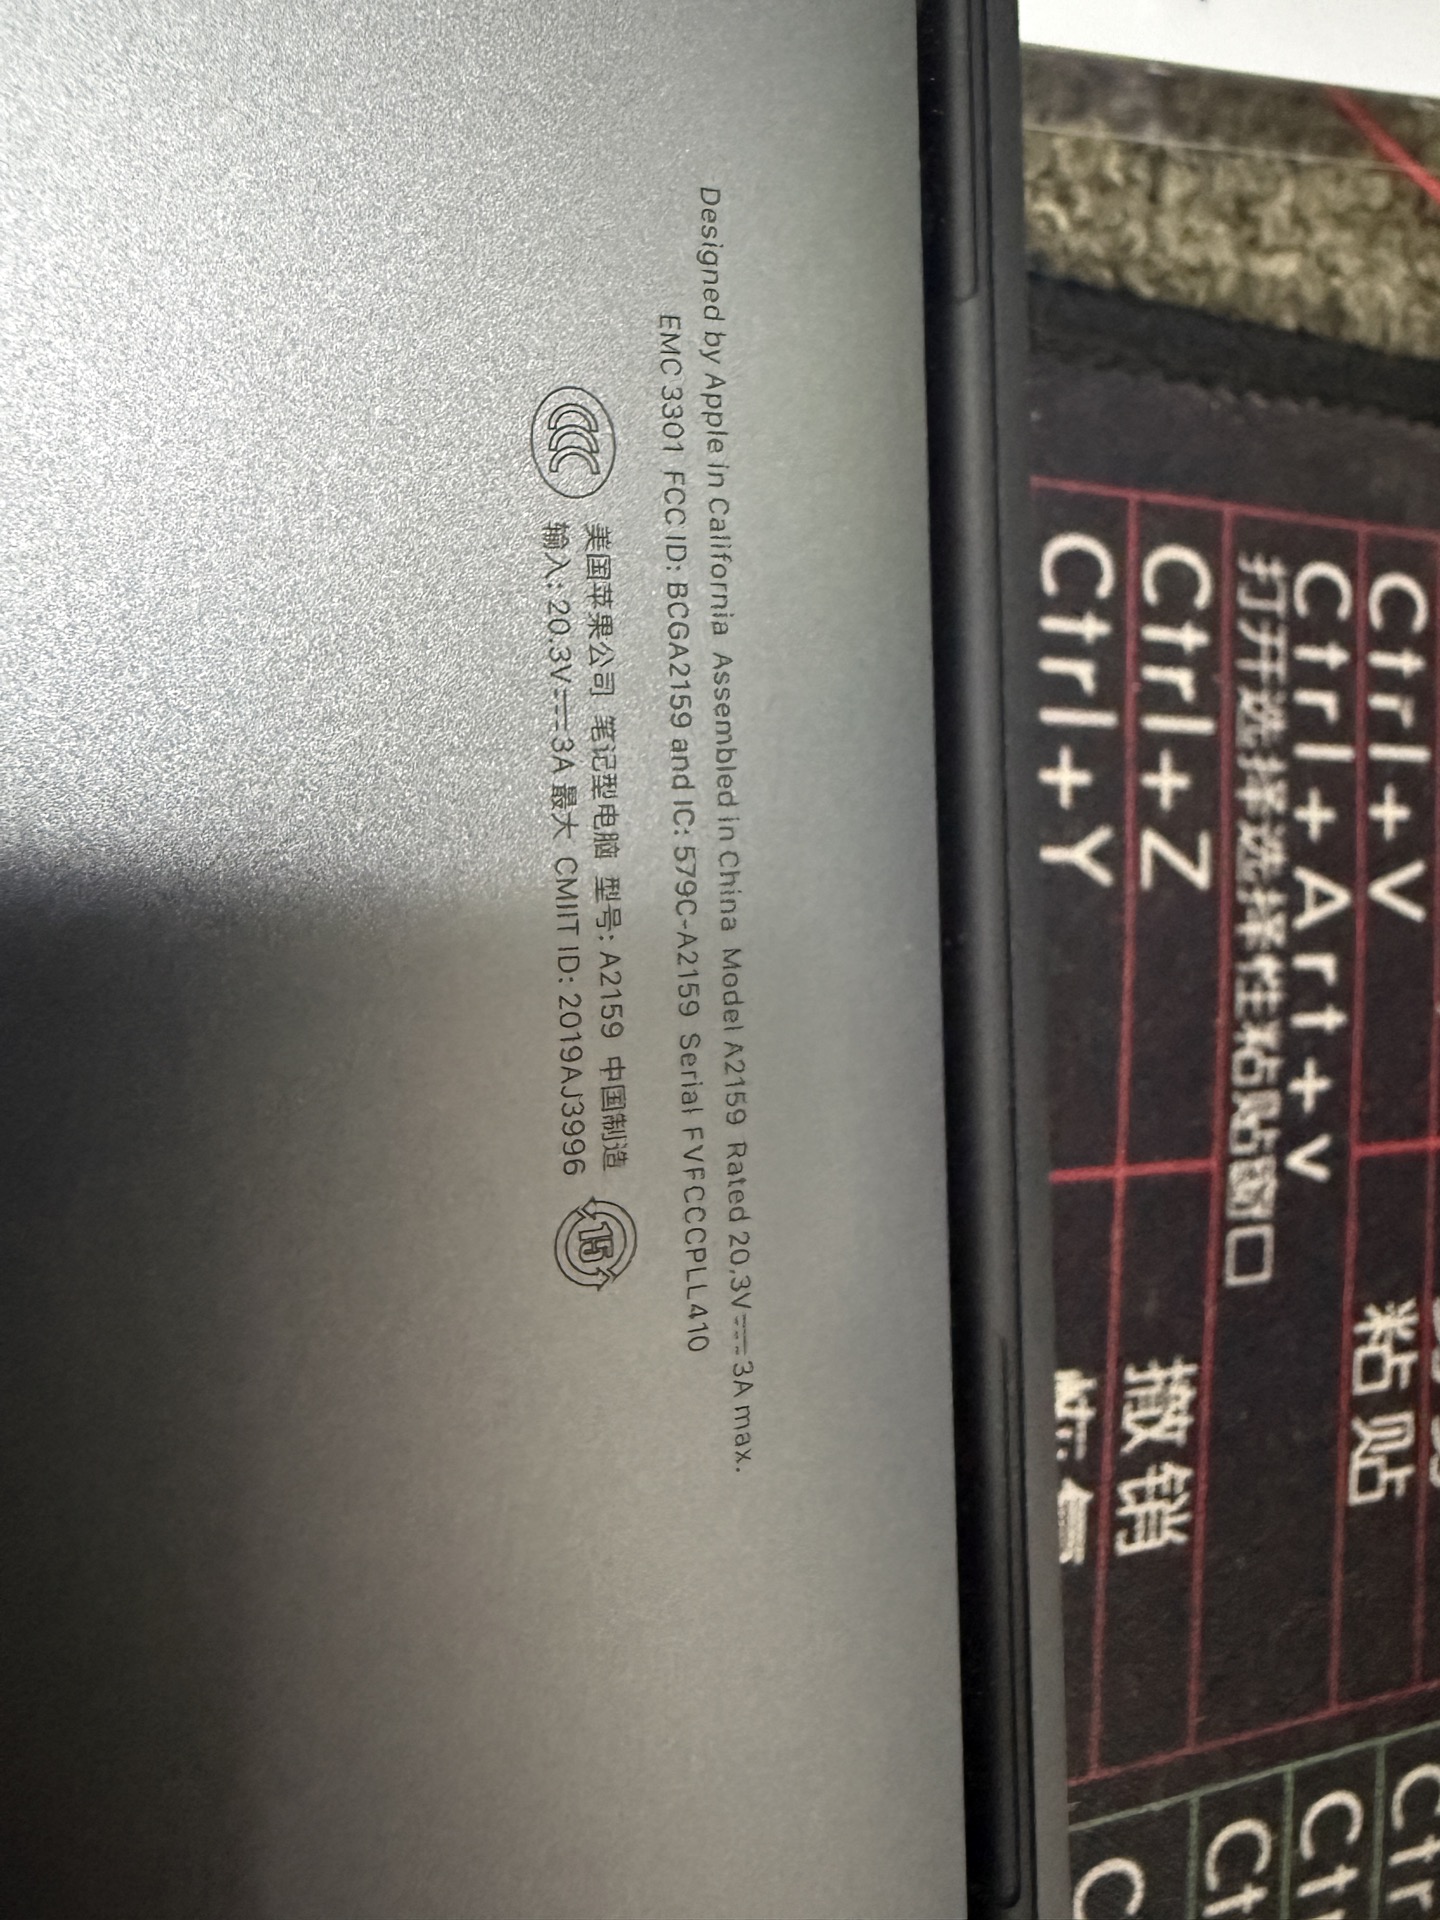 Designed by Apple in California Assembled in China Model A2159 Rated 20.3V⎓3A max.
EMC 3301 FCC ID: BCGA2159 and IC: 579C-A2159 Serial FVFCCCPLL410
美国苹果公司 笔记型电脑 型号: A2159 中国制造
输入: 20.3V⎓3A 最大 CMIIT ID: 2019AJ3996
15
Ctrl+V
粘贴
Ctrl+Art+v
打开选择选择性粘贴窗口
Ctrl+Z
撤销
Ctrl+Y